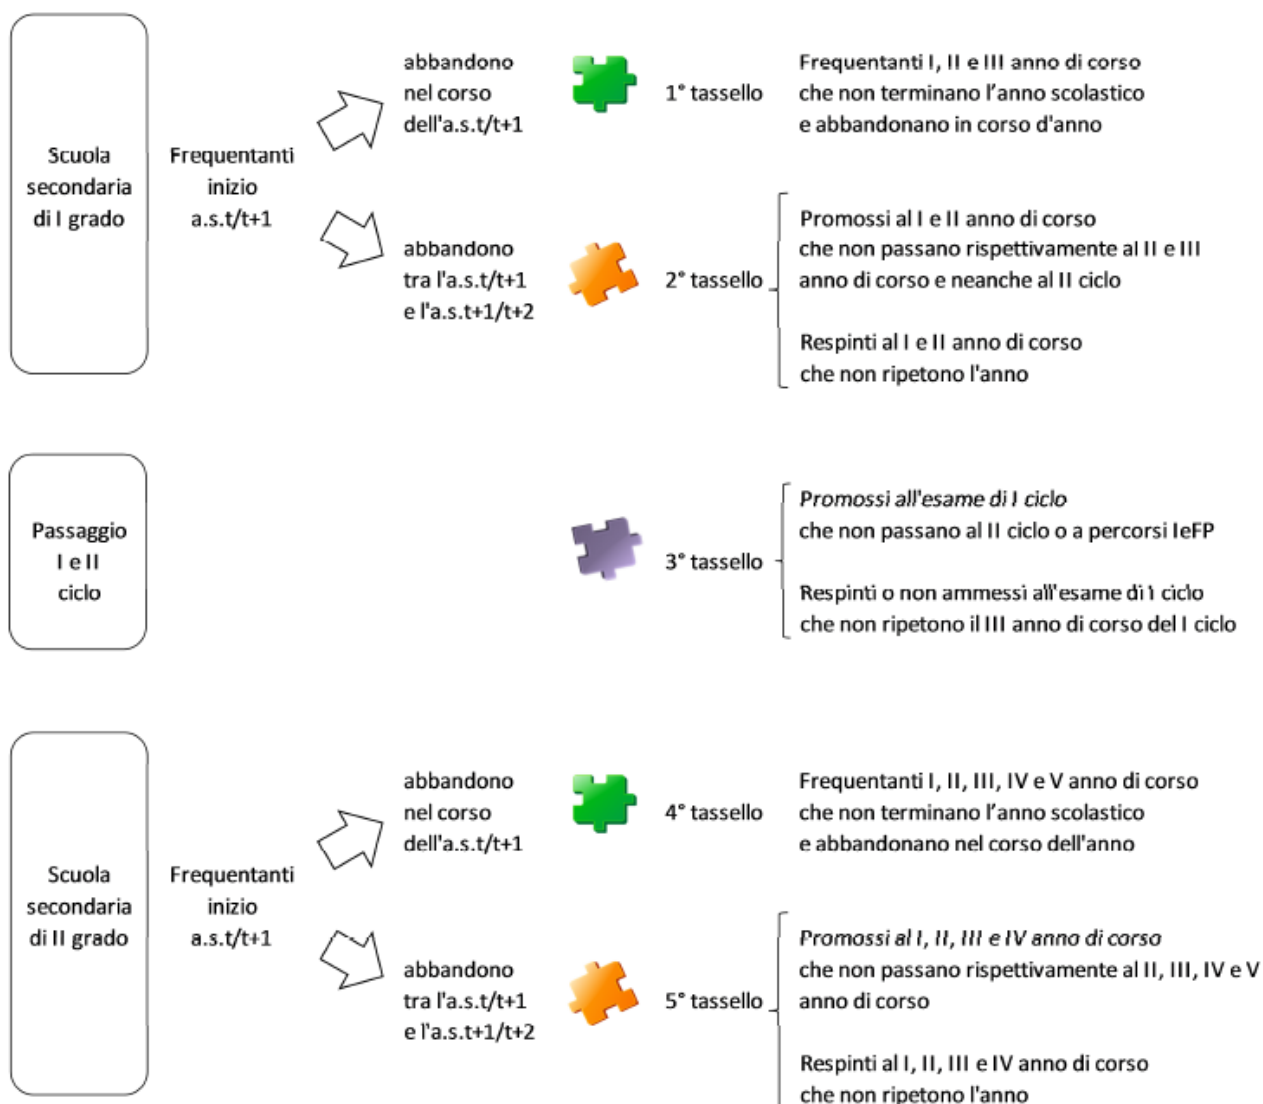 Scuola
secondaria
di I grado
Frequentanti
inizio
a.s.t/t+1
abbandono
nel corso
dell'a.s.t/t+1
1° tassello
Frequentanti I, II e III anno di corso
che non terminano l’anno scolastico
e abbandonano in corso d'anno
abbandono
tra l'a.s.t/t+1
e l'a.s.t+1/t+2
2° tassello
Promossi al I e II anno di corso
che non passano rispettivamente al II e III
anno di corso e neanche al II ciclo
Respinti al I e II anno di corso
che non ripetono l'anno
Passaggio
I e II
ciclo
3° tassello
Promossi all'esame di I ciclo
che non passano al II ciclo o a percorsi IeFP
Respinti o non ammessi all'esame di I ciclo
che non ripetono il III anno di corso del I ciclo
Scuola
secondaria
di II grado
Frequentanti
inizio
a.s.t/t+1
abbandono
nel corso
dell'a.s.t/t+1
4° tassello
Frequentanti I, II, III, IV e V anno di corso
che non terminano l’anno scolastico
e abbandonano nel corso dell'anno
abbandono
tra l'a.s.t/t+1
e l'a.s.t+1/t+2
5° tassello
Promossi al I, II, III e IV anno di corso
che non passano rispettivamente al II, III, IV e V
anno di corso
Respinti al I, II, III e IV anno di corso
che non ripetono l'anno